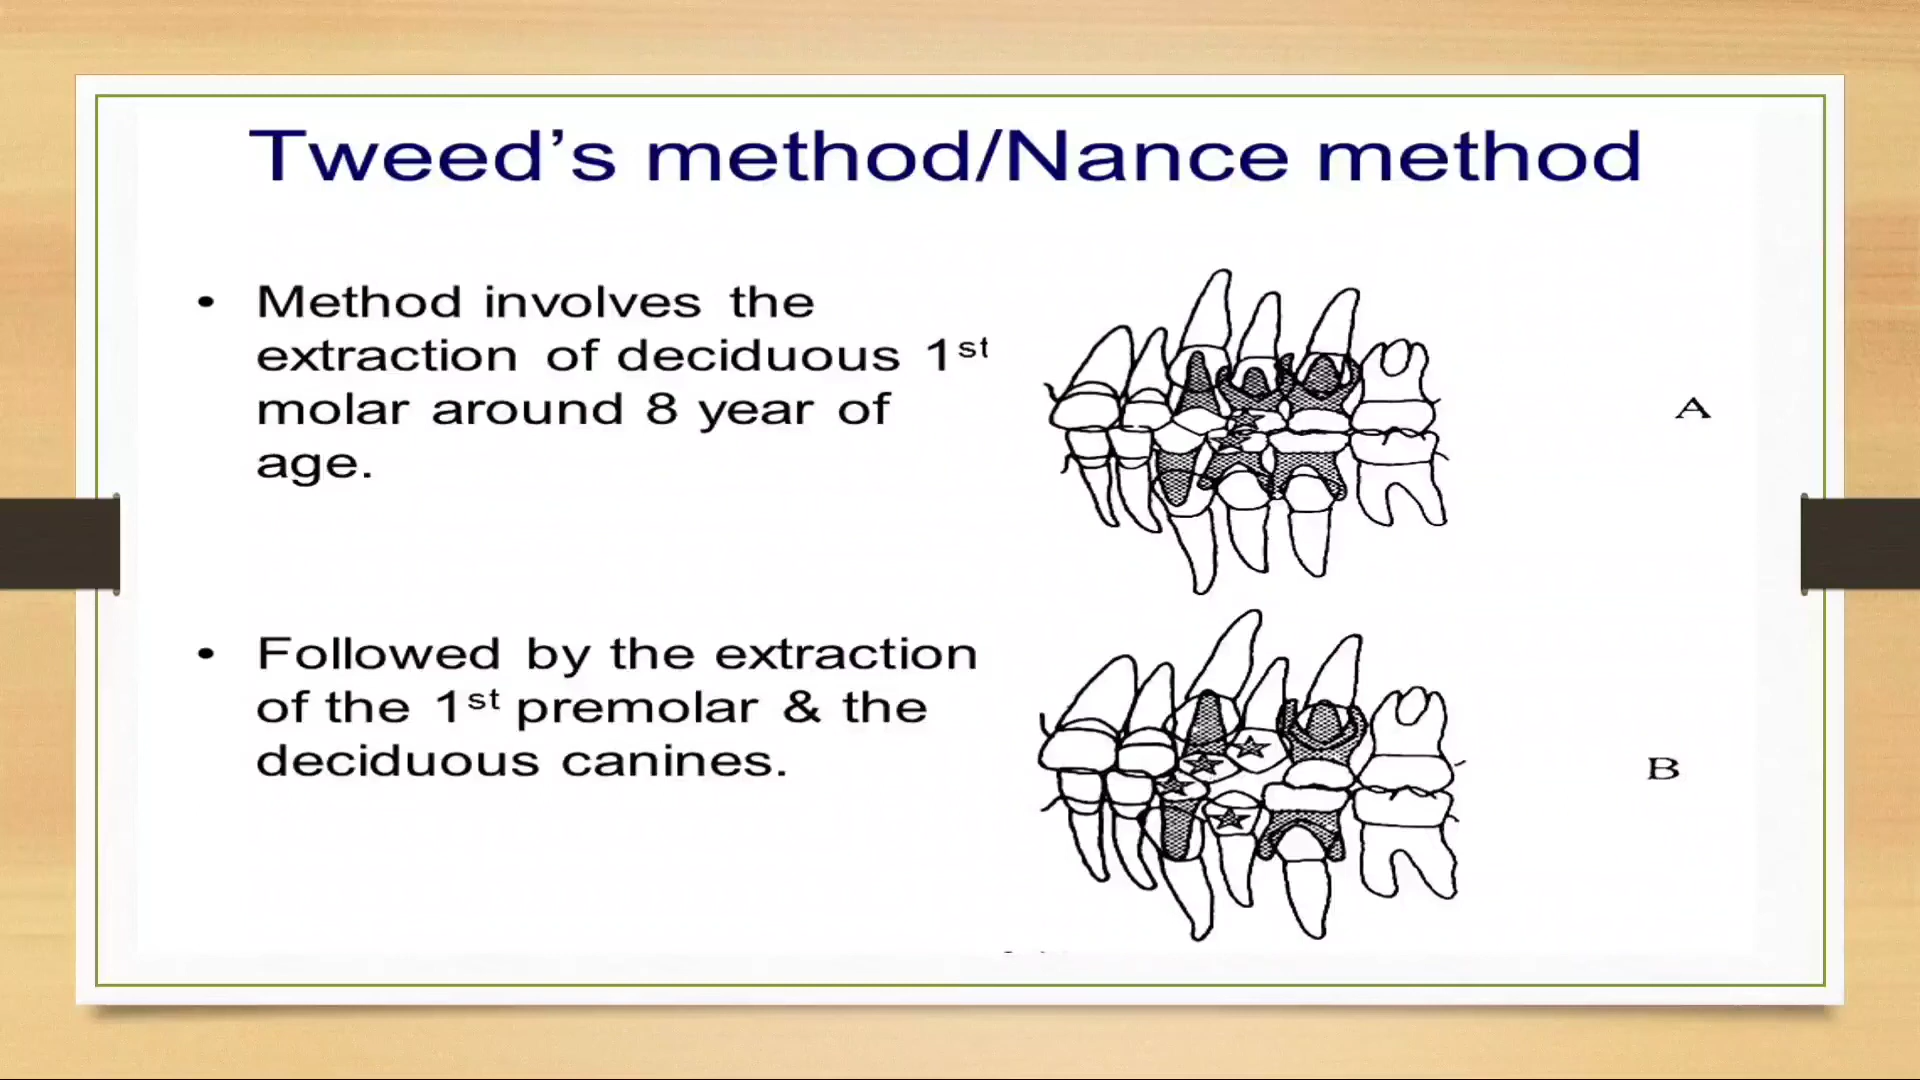 Tweed’s method/Nance method
• Method involves the
extraction of deciduous 1st
molar around 8 year of
age.
A
• Followed by the extraction
of the 1st premolar & the
deciduous canines.
B